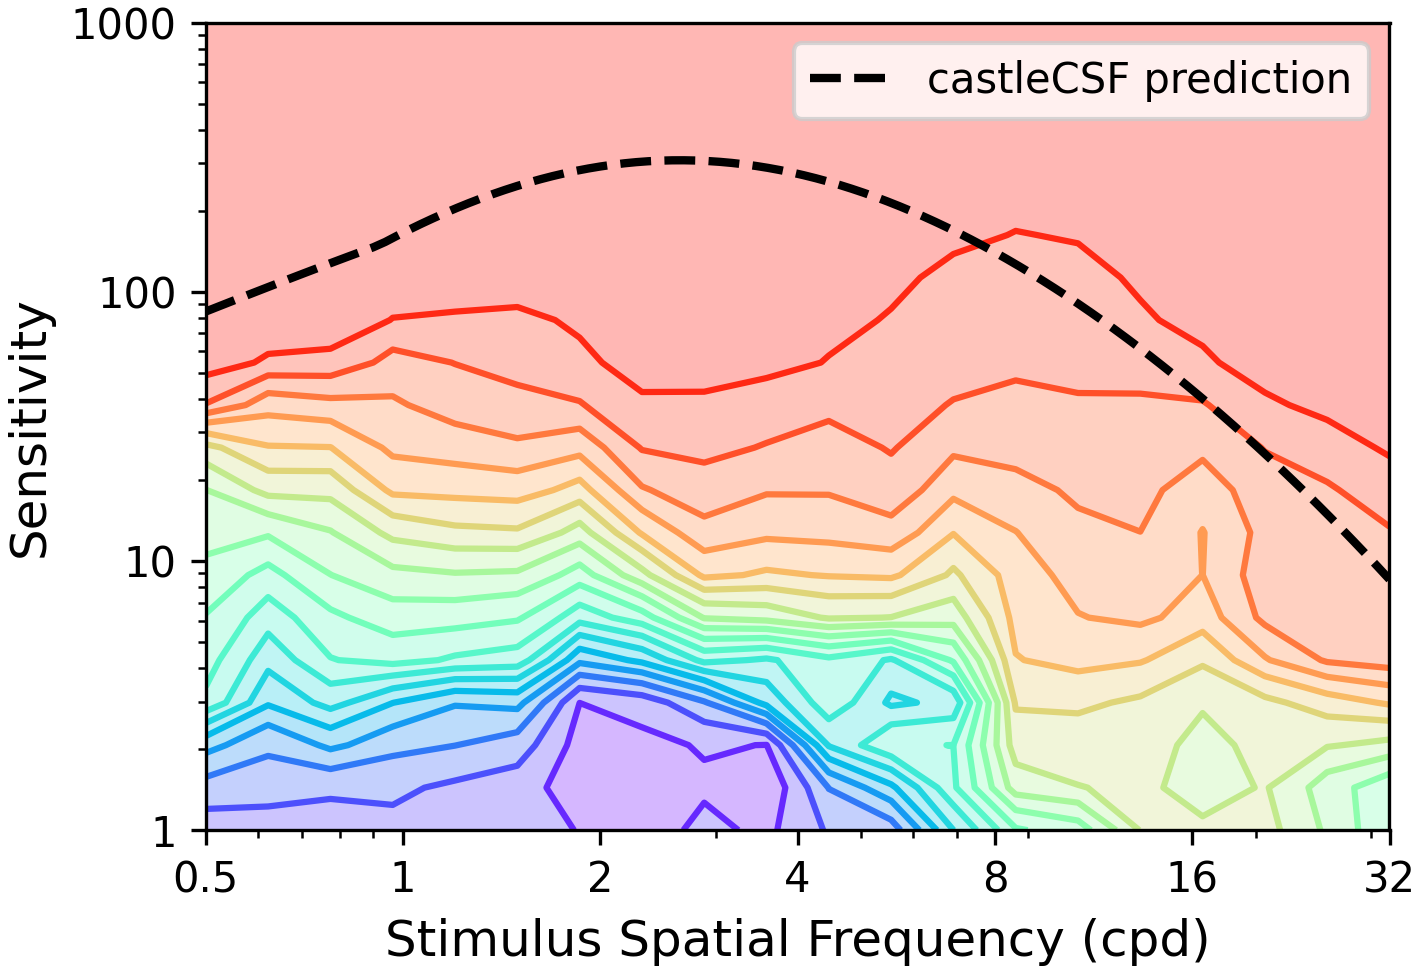 1000
100
10
1
Sensitivity
castleCSF prediction
0.5 1 2 4 8 16 32
Stimulus Spatial Frequency (cpd)